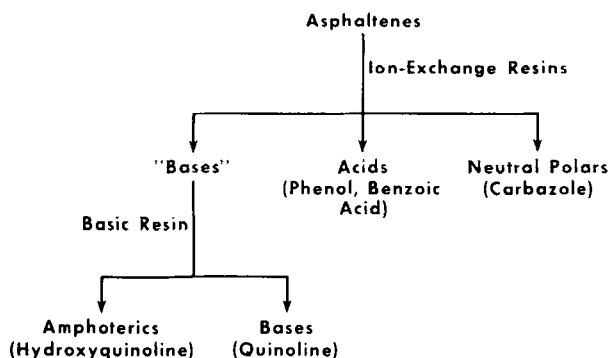 Asphaltenes
Ion-Exchange Resins
"Bases"
Acids
(Phenol, Benzoic
Acid)
Neutral Polars
(Carbazole)
Basic Resin
Amphoterics
(Hydroxyquinoline)
Bases
(Quinoline)